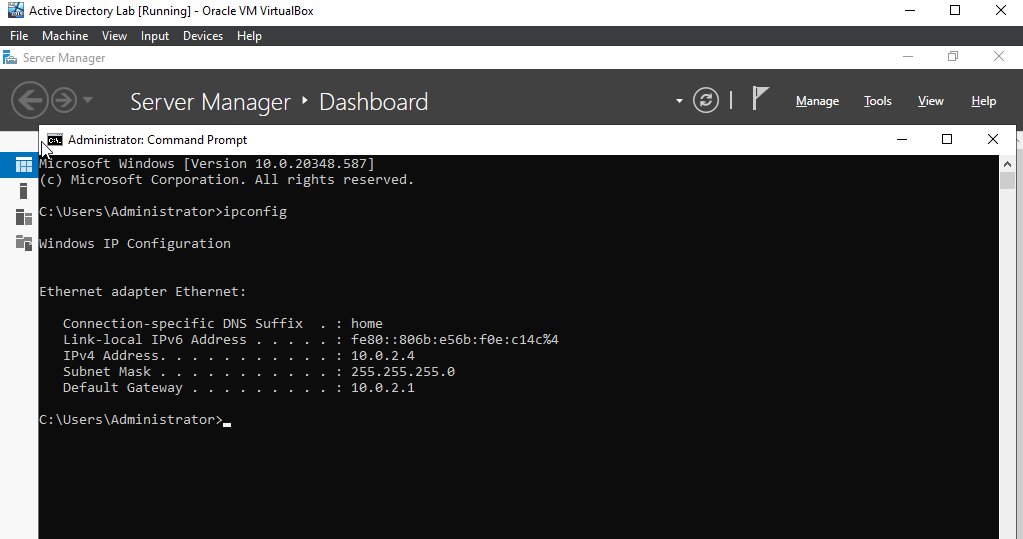 Active Directory Lab [Running] - Oracle VM VirtualBox
File Machine View Input Devices Help
Server Manager
Server Manager ‣ Dashboard
Manage Tools View Help
Administrator: Command Prompt
Microsoft Windows [Version 10.0.20348.587]
(c) Microsoft Corporation. All rights reserved.
C:\Users\Administrator>ipconfig
Windows IP Configuration
Ethernet adapter Ethernet:
Connection-specific DNS Suffix  . : home
Link-local IPv6 Address . . . . . : fe80::806b:e56b:f0e:c14c%4
IPv4 Address. . . . . . . . . . . : 10.0.2.4
Subnet Mask . . . . . . . . . . . : 255.255.255.0
Default Gateway . . . . . . . . . : 10.0.2.1
C:\Users\Administrator>